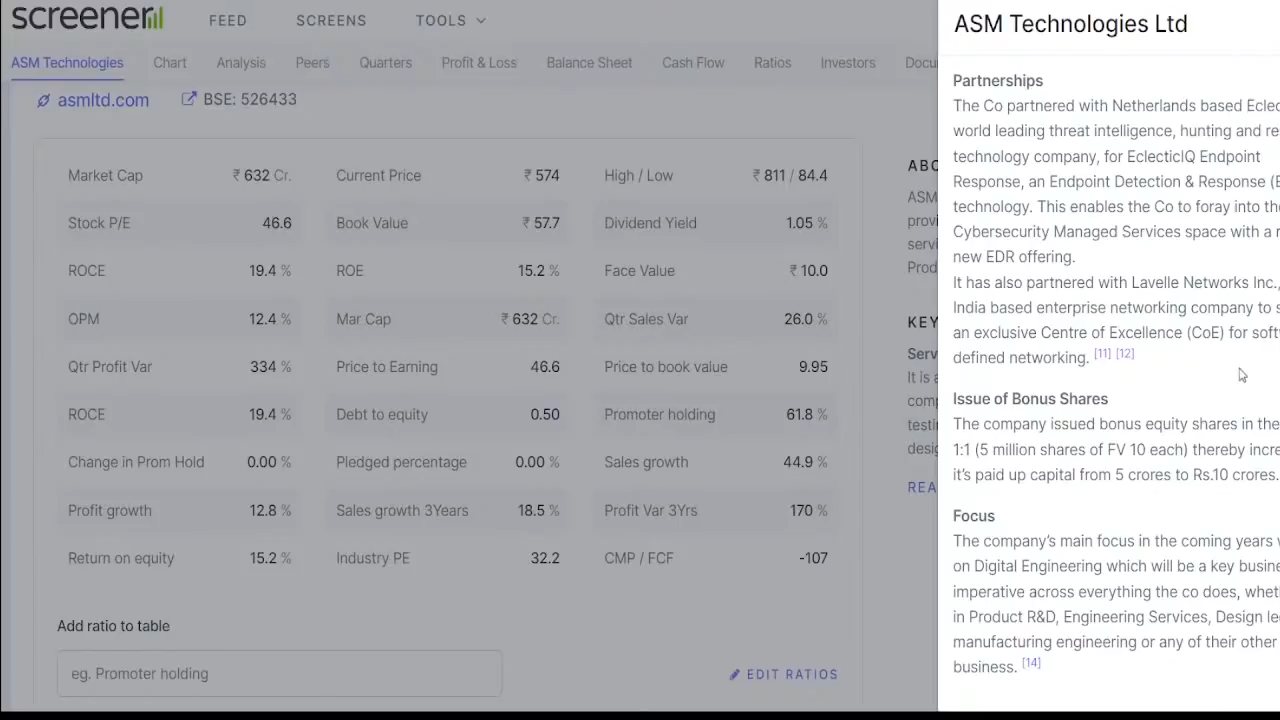 screener
FEED
SCREENS
TOOLS
ASM Technologies
Chart
Analysis
Peers
Quarters
Profit & Loss
Balance Sheet
Cash Flow
Ratios
Investors
asmltd.com
BSE: 526433
Market Cap ₹ 632 Cr.
Current Price ₹ 574
High / Low ₹ 811 / 84.4
Stock P/E 46.6
Book Value ₹ 57.7
Dividend Yield 1.05 %
ROCE 19.4 %
ROE 15.2 %
Face Value ₹ 10.0
OPM 12.4 %
Mar Cap ₹ 632 Cr.
Qtr Sales Var 26.0 %
Qtr Profit Var 334 %
Price to Earning 46.6
Price to book value 9.95
ROCE 19.4 %
Debt to equity 0.50
Promoter holding 61.8 %
Change in Prom Hold 0.00 %
Pledged percentage 0.00 %
Sales growth 44.9 %
Profit growth 12.8 %
Sales growth 3Years 18.5 %
Profit Var 3Yrs 170 %
Return on equity 15.2 %
Industry PE 32.2
CMP / FCF -107
Add ratio to table
eg. Promoter holding
EDIT RATIOS
ASM
KEY
It is
ASM Technologies Ltd
Partnerships
The Co partnered with Netherlands based
world leading threat intelligence, hunting and
technology company, for EclecticIQ Endpoint
Response, an Endpoint Detection & Response
technology. This enables the Co to foray into
Cybersecurity Managed Services space with a
new EDR offering.
It has also partnered with Lavelle Networks Inc.,
India based enterprise networking company to
an exclusive Centre of Excellence (CoE) for
defined networking. [11] [12]
Issue of Bonus Shares
The company issued bonus equity shares in the
1:1 (5 million shares of FV 10 each) thereby
it's paid up capital from 5 crores to Rs.10 crores.
Focus
The company's main focus in the coming years
on Digital Engineering which will be a key
imperative across everything the co does,
in Product R&D, Engineering Services, Design
manufacturing engineering or any of their other
business. [14]